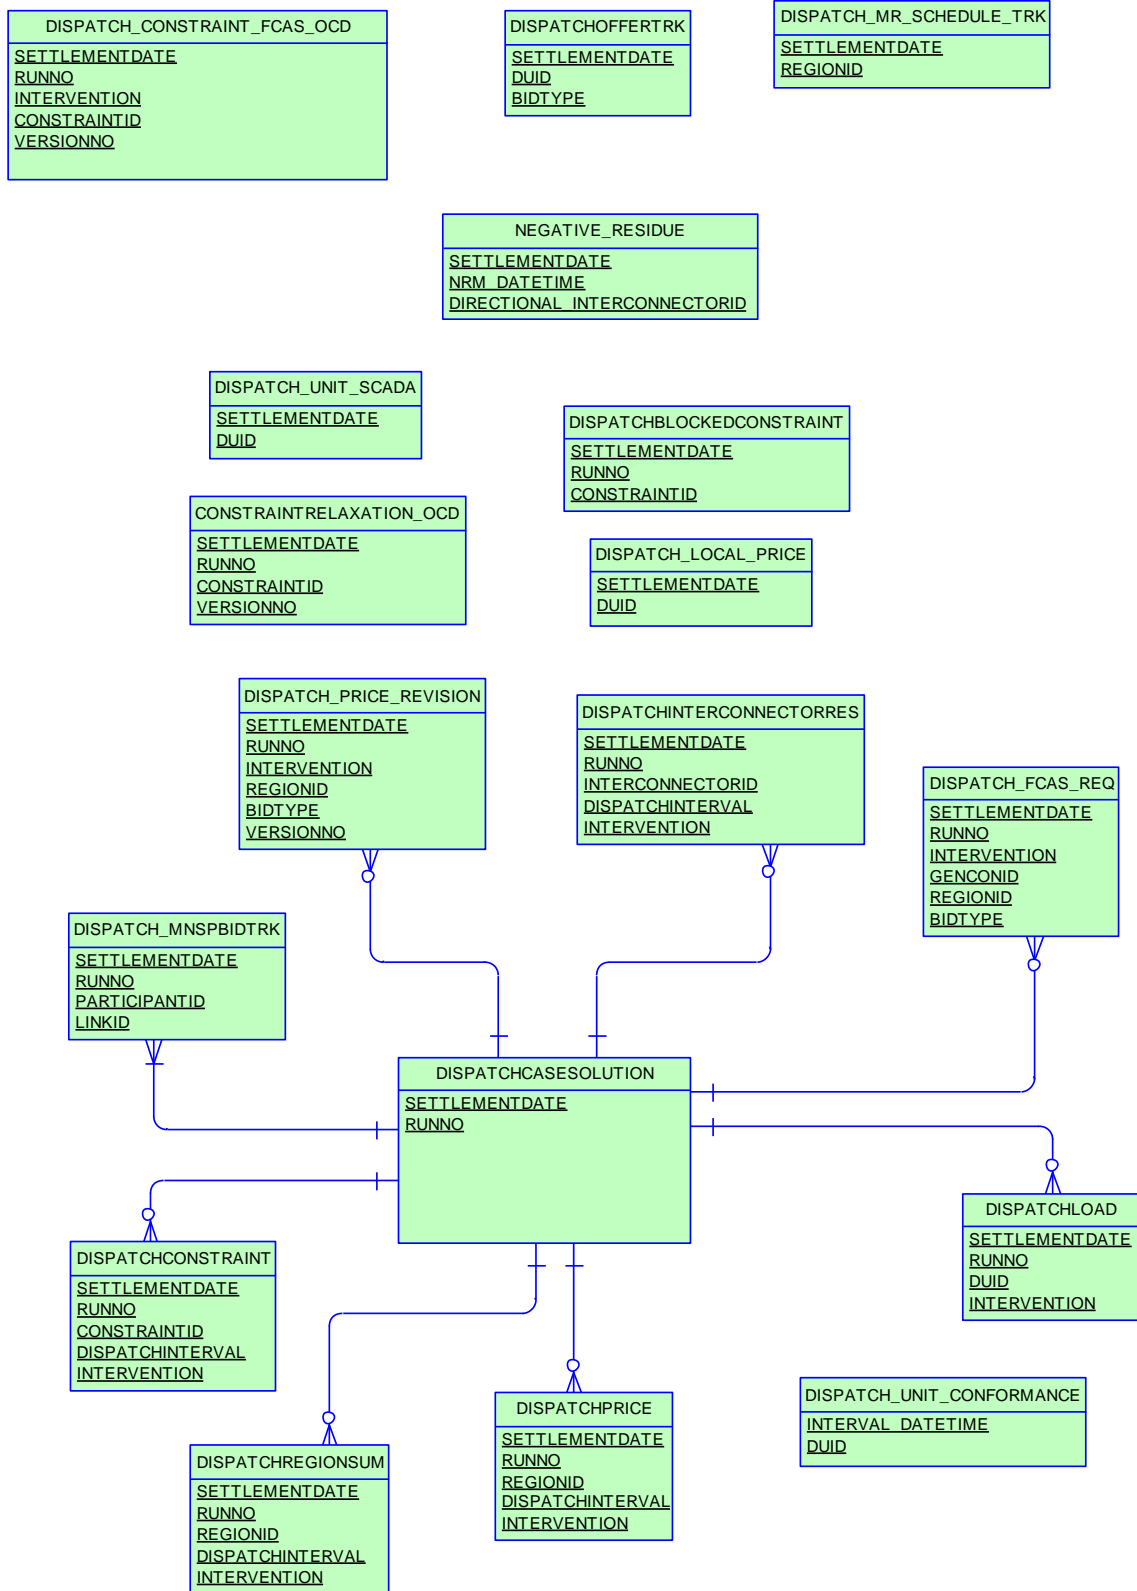 DISPATCH_CONSTRAINT_FCAS_OCD
SETTLEMENTDATE
RUNNO
INTERVENTION
CONSTRAINTID
VERSIONNO
DISPATCHOFFERTRK
SETTLEMENTDATE
DUID
BIDTYPE
DISPATCH_MR_SCHEDULE_TRK
SETTLEMENTDATE
REGIONID
NEGATIVE_RESIDUE
SETTLEMENTDATE
NRM_DATETIME
DIRECTIONAL_INTERCONNECTORID
DISPATCH_UNIT_SCADA
SETTLEMENTDATE
DUID
DISPATCHBLOCKEDCONSTRAINT
SETTLEMENTDATE
RUNNO
CONSTRAINTID
CONSTRAINTRELAXATION_OCD
SETTLEMENTDATE
RUNNO
CONSTRAINTID
VERSIONNO
DISPATCH_LOCAL_PRICE
SETTLEMENTDATE
DUID
DISPATCH_PRICE_REVISION
SETTLEMENTDATE
RUNNO
INTERVENTION
REGIONID
BIDTYPE
VERSIONNO
DISPATCHINTERCONNECTORRES
SETTLEMENTDATE
RUNNO
INTERCONNECTORID
DISPATCHINTERVAL
INTERVENTION
DISPATCH_FCAS_REQ
SETTLEMENTDATE
RUNNO
INTERVENTION
GENCONID
REGIONID
BIDTYPE
DISPATCH_MNSPBIDTRK
SETTLEMENTDATE
RUNNO
PARTICIPANTID
LINKID
DISPATCHCASESOLUTION
SETTLEMENTDATE
RUNNO
DISPATCHLOAD
SETTLEMENTDATE
RUNNO
DUID
INTERVENTION
DISPATCHCONSTRAINT
SETTLEMENTDATE
RUNNO
CONSTRAINTID
DISPATCHINTERVAL
INTERVENTION
DISPATCH_UNIT_CONFORMANCE
INTERVAL_DATETIME
DUID
DISPATCHPRICE
SETTLEMENTDATE
RUNNO
REGIONID
DISPATCHINTERVAL
INTERVENTION
DISPATCHREGIONSUM
SETTLEMENTDATE
RUNNO
REGIONID
DISPATCHINTERVAL
INTERVENTION